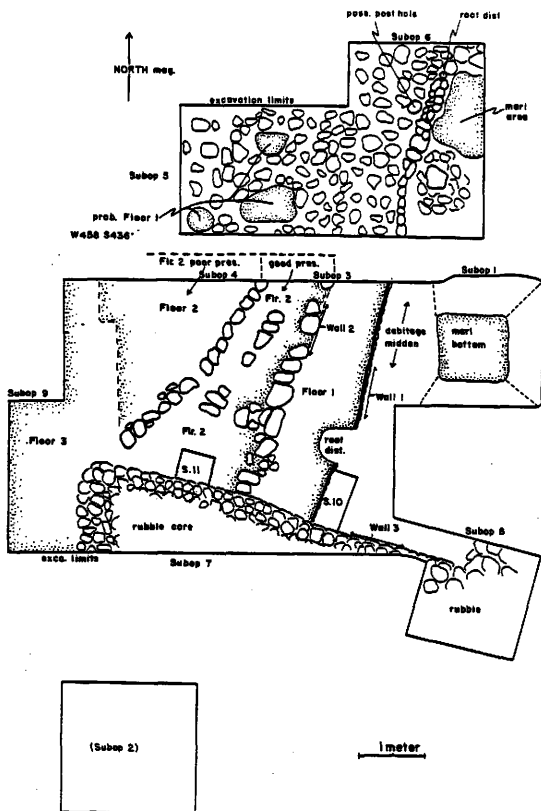 poss. post hole
root dist
Subop 6
NORTH mag.
excavation limits
marl
area
Subop 5
prob. Floor 1
W458 S436
Flr. 2 poor pres.
good pres.
Subop 4
Subop 3
Subop 1
Floor 2
Flr. 2
Wall 2
debitage
midden
marl
bottom
Floor 1
Wall 1
Subop 9
Floor 3
Flr. 2
root
dist.
S.11
S.10
rubble core
Wall 3
Subop 8
exca. limits
Subop 7
rubble
(Subop 2)
1 meter